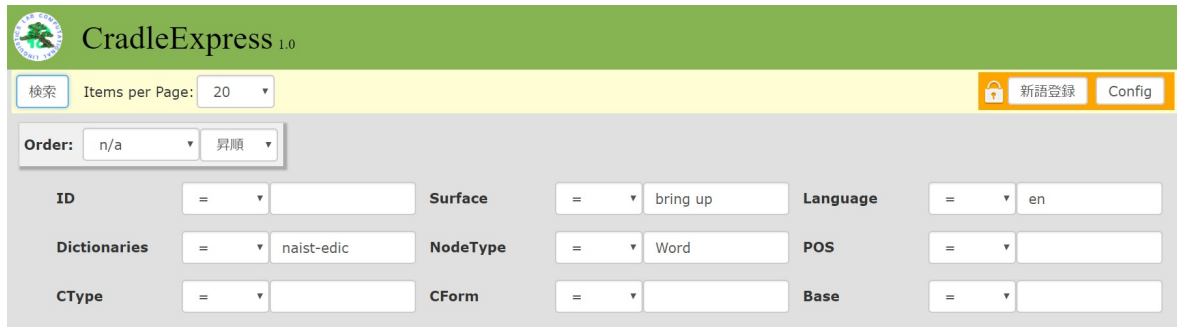 CradleExpress 1.0
検索 Items per Page: 20 新語登録 Config
Order: n/a 昇順
ID = Surface = bring up Language = en
Dictionaries = naist-edic NodeType = Word POS =
CType = CForm = Base =